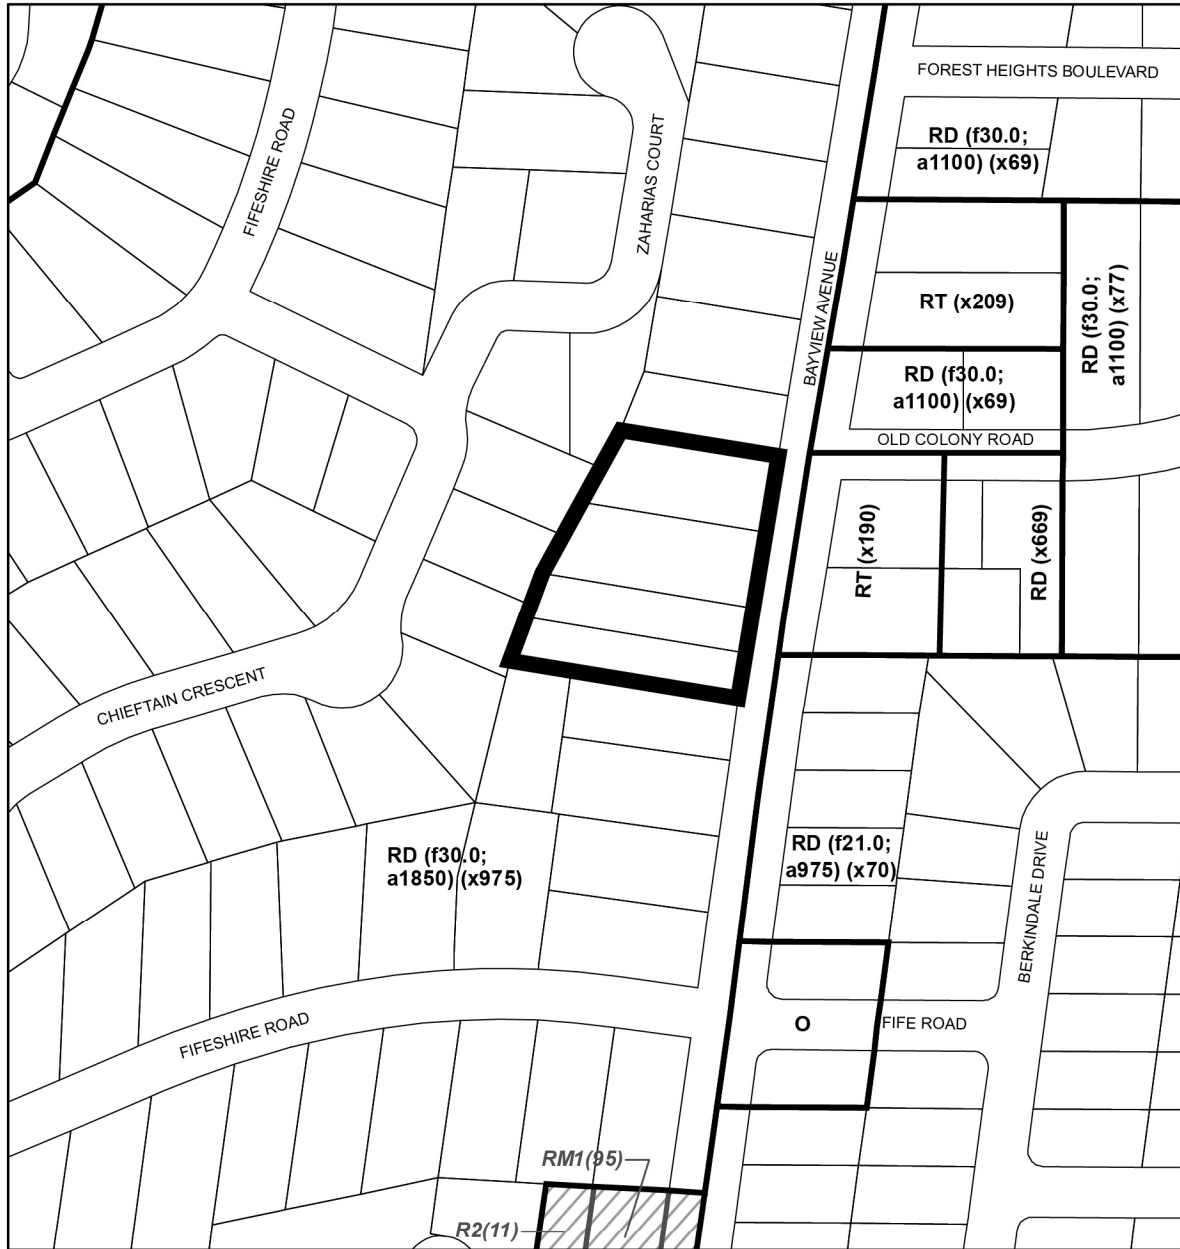 FOREST HEIGHTS BOULEVARD
RD (f30.0;
a1100) (x69)
FIFESHIRE ROAD
ZAHARIAS COURT
BAYVIEW AVENUE
RT (x209)
RD (f30.0;
a1100) (x77)
RD (f30.0;
a1100) (x69)
OLD COLONY ROAD
RT (x190)
RD (x669)
CHIEFTAIN CRESCENT
RD (f30.0;
a1850) (x975)
RD (f21.0;
a975) (x70)
BERKINDALE DRIVE
FIFESHIRE ROAD
O
FIFE ROAD
RM1(95)
R2(11)